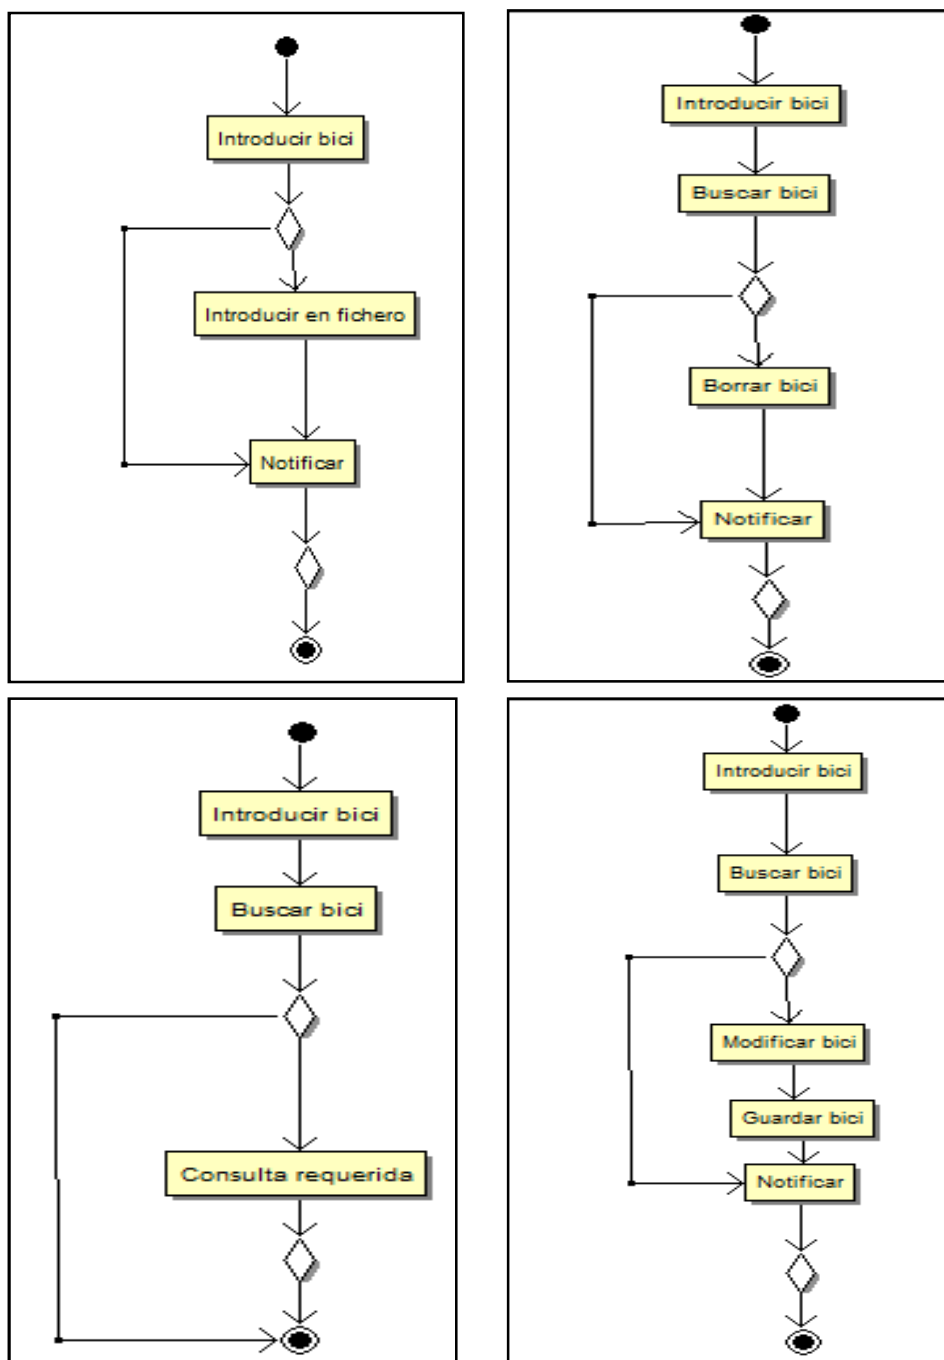 Introducir bici
Introducir en fichero
Notificar
Introducir bici
Buscar bici
Borrar bici
Notificar
Introducir bici
Buscar bici
Consulta requerida
Introducir bici
Buscar bici
Modificar bici
Guardar bici
Notificar